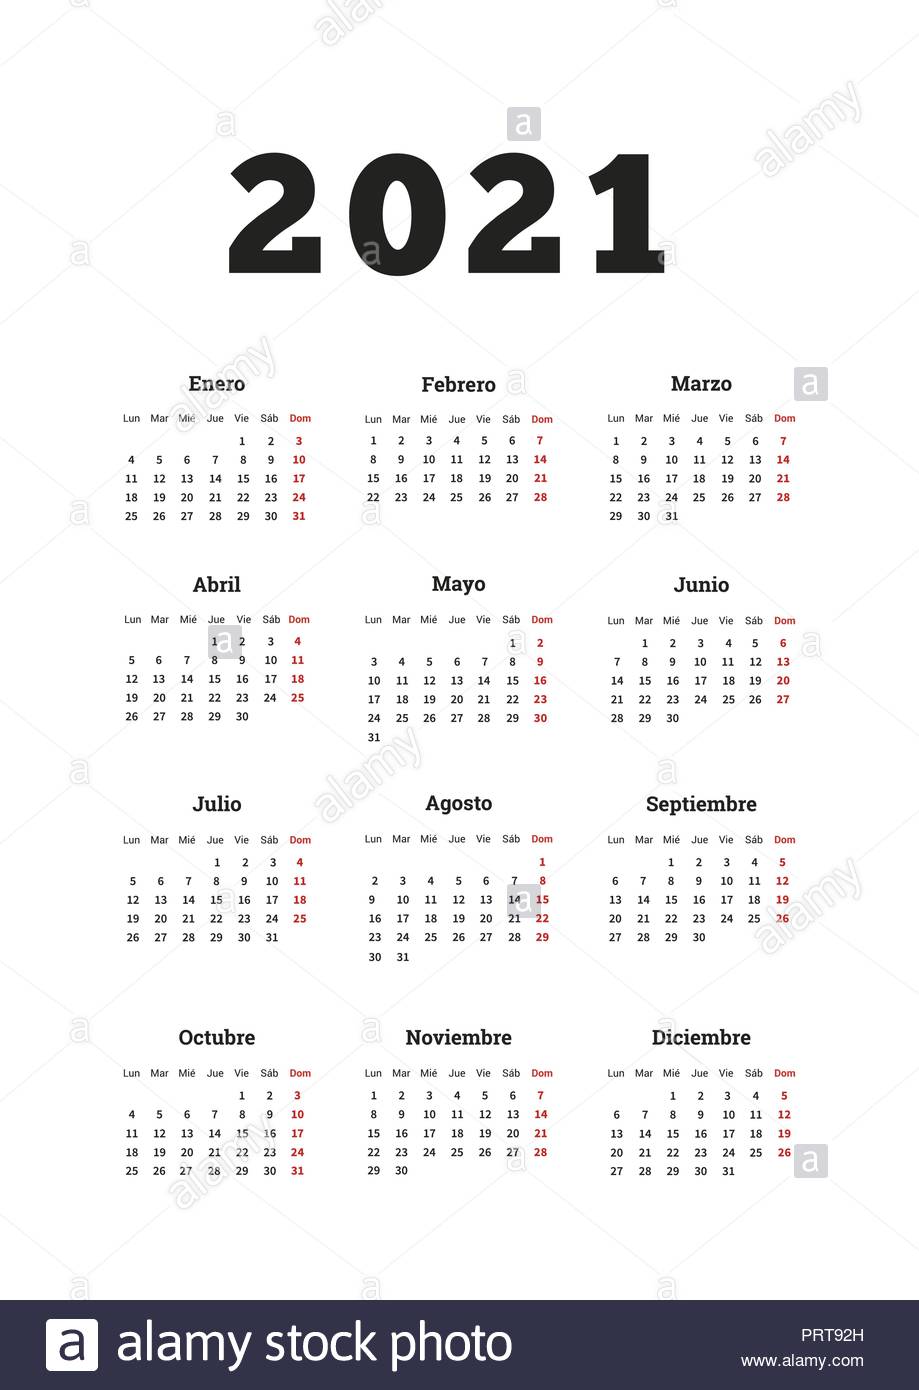 2021
Enero Febrero Marzo
Lun Mar Mié Jue Vie Sáb Dom Lun Mar Mié Jue Vie Sáb Dom Lun Mar Mié Jue Vie Sáb Dom
1 2 3 1 2 3 4 5 6 7 1 2 3 4 5 6 7
4 5 6 7 8 9 10 8 9 10 11 12 13 14 8 9 10 11 12 13 14
11 12 13 14 15 16 17 15 16 17 18 19 20 21 15 16 17 18 19 20 21
18 19 20 21 22 23 24 22 23 24 25 26 27 28 22 23 24 25 26 27 28
25 26 27 28 29 30 31 29 30 31
Abril Mayo Junio
Lun Mar Mié Jue Vie Sáb Dom Lun Mar Mié Jue Vie Sáb Dom Lun Mar Mié Jue Vie Sáb Dom
1 2 3 4 1 2 1 2 3 4 5 6
5 6 7 8 9 10 11 3 4 5 6 7 8 9 7 8 9 10 11 12 13
12 13 14 15 16 17 18 10 11 12 13 14 15 16 14 15 16 17 18 19 20
19 20 21 22 23 24 25 17 18 19 20 21 22 23 21 22 23 24 25 26 27
26 27 28 29 30 24 25 26 27 28 29 30 28 29 30
31
Julio Agosto Septiembre
Lun Mar Mié Jue Vie Sáb Dom Lun Mar Mié Jue Vie Sáb Dom Lun Mar Mié Jue Vie Sáb Dom
1 2 3 4 1 1 2 3 4 5
5 6 7 8 9 10 11 2 3 4 5 6 7 8 6 7 8 9 10 11 12
12 13 14 15 16 17 18 9 10 11 12 13 14 15 13 14 15 16 17 18 19
19 20 21 22 23 24 25 16 17 18 19 20 21 22 20 21 22 23 24 25 26
26 27 28 29 30 31 23 24 25 26 27 28 29 27 28 29 30
30 31
Octubre Noviembre Diciembre
Lun Mar Mié Jue Vie Sáb Dom Lun Mar Mié Jue Vie Sáb Dom Lun Mar Mié Jue Vie Sáb Dom
1 2 3 1 2 3 4 5 6 7 1 2 3 4 5
4 5 6 7 8 9 10 8 9 10 11 12 13 14 6 7 8 9 10 11 12
11 12 13 14 15 16 17 15 16 17 18 19 20 21 13 14 15 16 17 18 19
18 19 20 21 22 23 24 22 23 24 25 26 27 28 20 21 22 23 24 25 26
25 26 27 28 29 30 31 29 30 27 28 29 30 31
a alamy stock photo
PRT92H
www.alamy.com